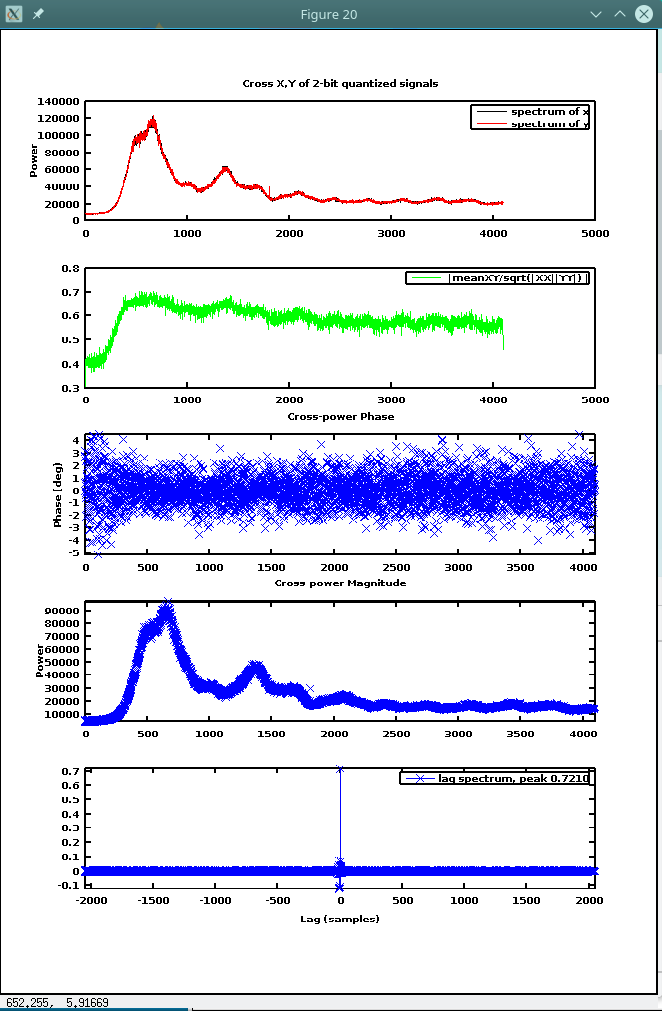 Figure 20
Cross X,Y of 2-bit quantized signals
140000
120000
100000
80000
60000
40000
20000
0
Power
spectrum of x
spectrum of y
0 1000 2000 3000 4000 5000
0.8
0.7
0.6
0.5
0.4
0.3
|meanXY/sqrt(|XX||YY|)|
0 1000 2000 3000 4000 5000
Cross-power Phase
4
3
2
1
0
-1
-2
-3
-4
-5
Phase (deg)
0 500 1000 1500 2000 2500 3000 3500 4000
Cross-power Magnitude
90000
80000
70000
60000
50000
40000
30000
20000
10000
Power
0 500 1000 1500 2000 2500 3000 3500 4000
0.7
0.6
0.5
0.4
0.3
0.2
0.1
0
-0.1
lag spectrum, peak 0.7210
-2000 -1500 -1000 -500 0 500 1000 1500 2000
Lag (samples)
652,255, 5,91669